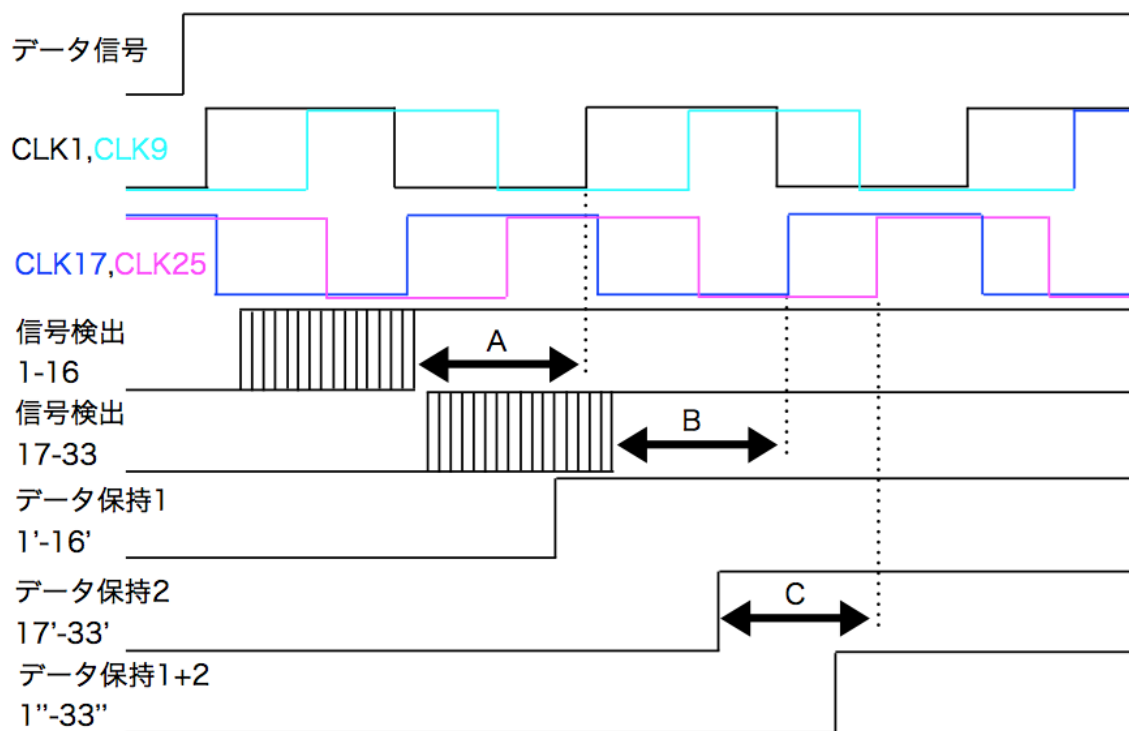 データ信号
CLK1,CLK9
CLK17,CLK25
信号検出
1-16
A
信号検出
17-33
B
データ保持1
1'-16'
データ保持2
17'-33'
C
データ保持1+2
1”-33”